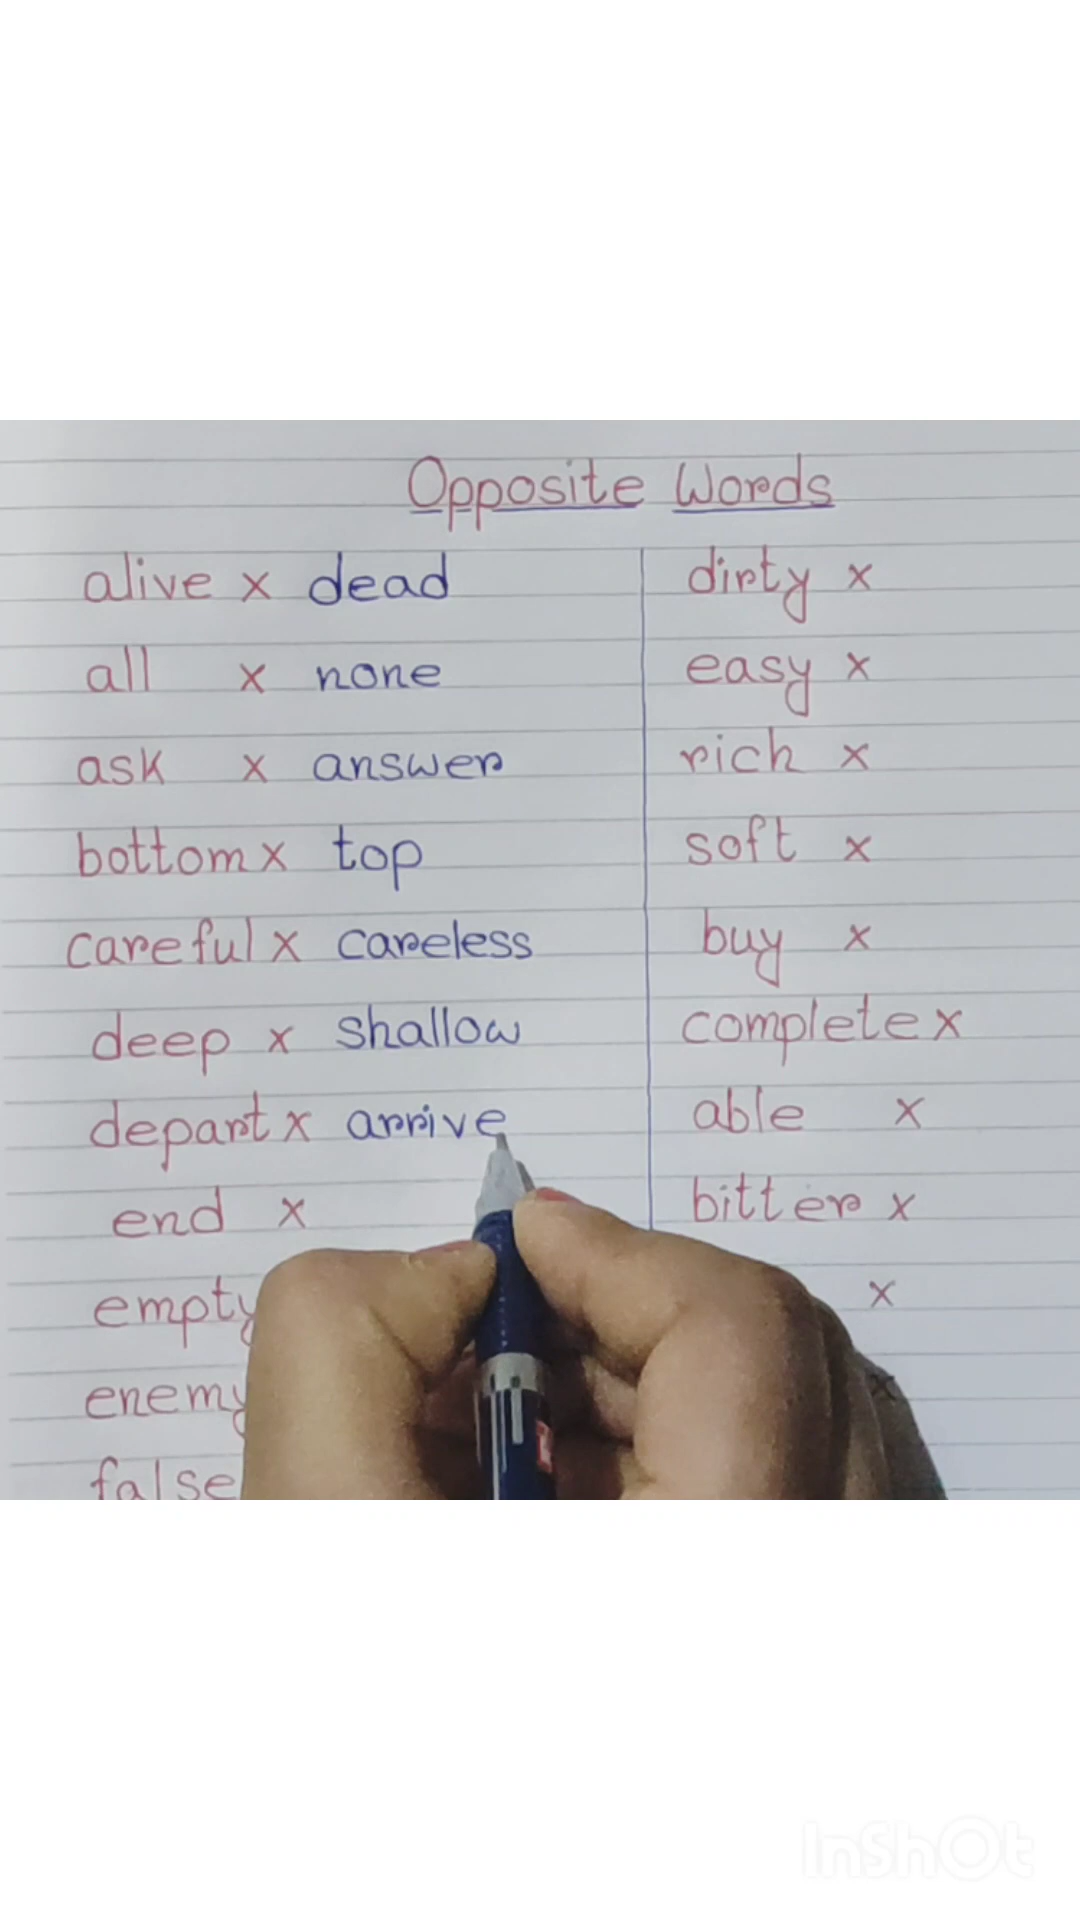 Opposite Words
alive x dead
all x none
ask x answer
bottom x top
careful x careless
deep x shallow
depart x arrive
end x
empty
enemy
false
dirty x
easy x
rich x
soft x
buy x
complete x
able x
bitter x
x
x
InShOt